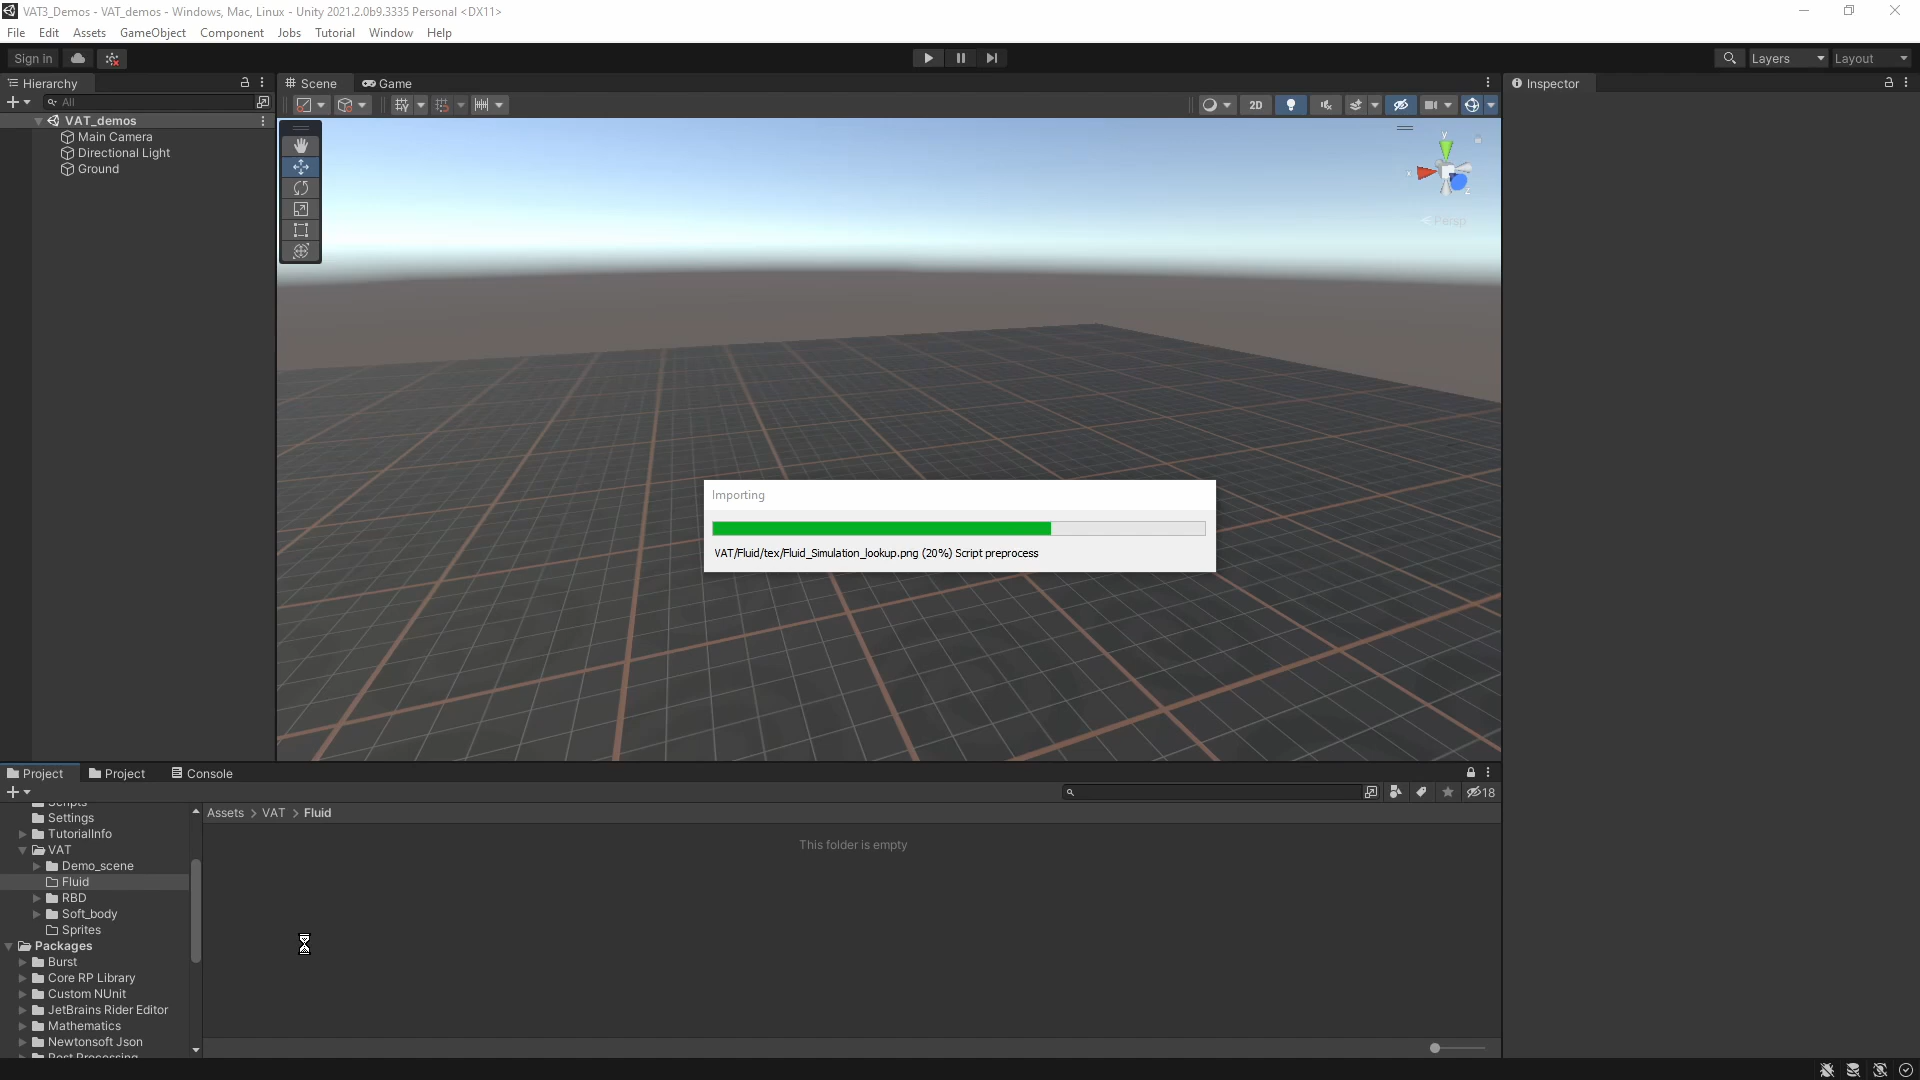 VAT3_Demos - VAT_demos - Windows, Mac, Linux - Unity 2021.2.0b9.3335 Personal <DX11>
File Edit Assets GameObject Component Jobs Tutorial Window Help
Sign in
Layers
Layout
Hierarchy
All
VAT_demos
Main Camera
Directional Light
Ground
Scene
Game
2D
y
x
z
Persp
Inspector
Importing
VAT/Fluid/tex/Fluid_Simulation_lookup.png (20%) Script preprocess
Project
Project
Console
18
Scripts
Settings
TutorialInfo
VAT
Demo_scene
Fluid
RBD
Soft_body
Sprites
Packages
Burst
Core RP Library
Custom NUnit
JetBrains Rider Editor
Mathematics
Newtonsoft Json
Post Processing
Assets > VAT > Fluid
This folder is empty